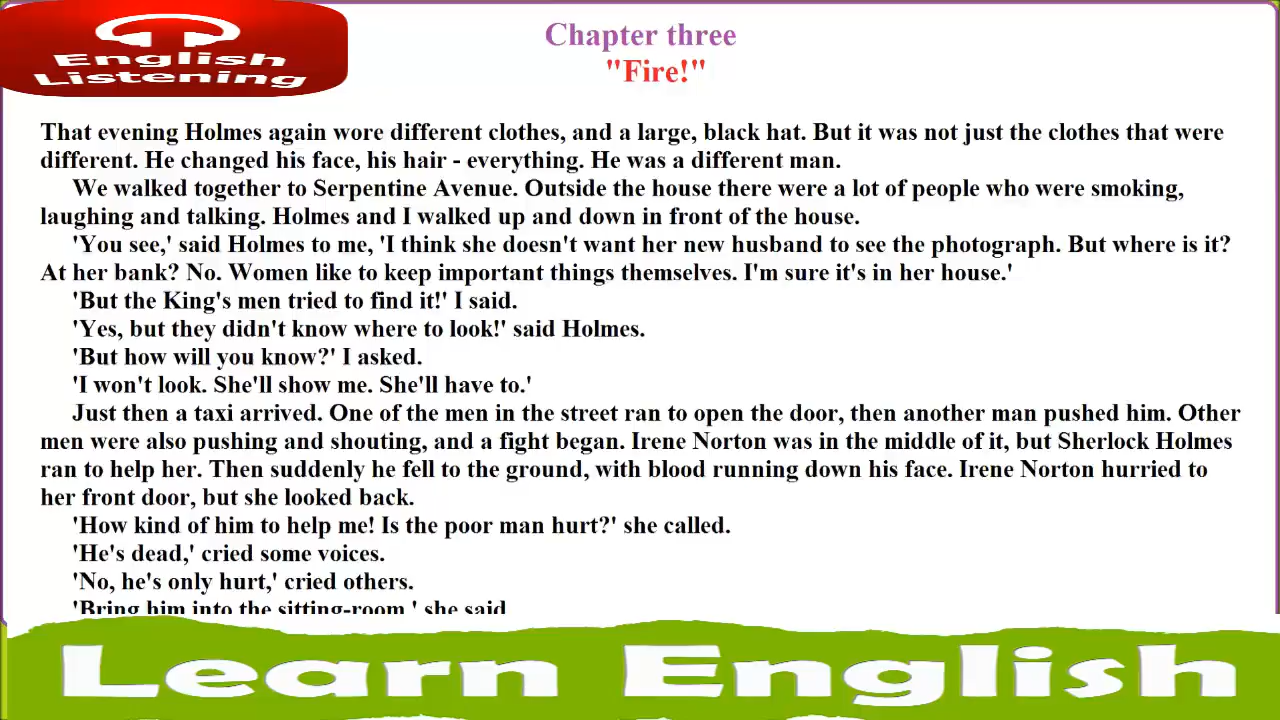 English
Listening
Chapter three
"Fire!"
That evening Holmes again wore different clothes, and a large, black hat. But it was not just the clothes that were
different. He changed his face, his hair - everything. He was a different man.
We walked together to Serpentine Avenue. Outside the house there were a lot of people who were smoking,
laughing and talking. Holmes and I walked up and down in front of the house.
'You see,' said Holmes to me, 'I think she doesn't want her new husband to see the photograph. But where is it?
At her bank? No. Women like to keep important things themselves. I'm sure it's in her house.'
'But the King's men tried to find it!' I said.
'Yes, but they didn't know where to look!' said Holmes.
'But how will you know?' I asked.
'I won't look. She'll show me. She'll have to.'
Just then a taxi arrived. One of the men in the street ran to open the door, then another man pushed him. Other
men were also pushing and shouting, and a fight began. Irene Norton was in the middle of it, but Sherlock Holmes
ran to help her. Then suddenly he fell to the ground, with blood running down his face. Irene Norton hurried to
her front door, but she looked back.
'How kind of him to help me! Is the poor man hurt?' she called.
'He's dead,' cried some voices.
'No, he's only hurt,' cried others.
'Bring him into the sitting-room,' she said
Learn English